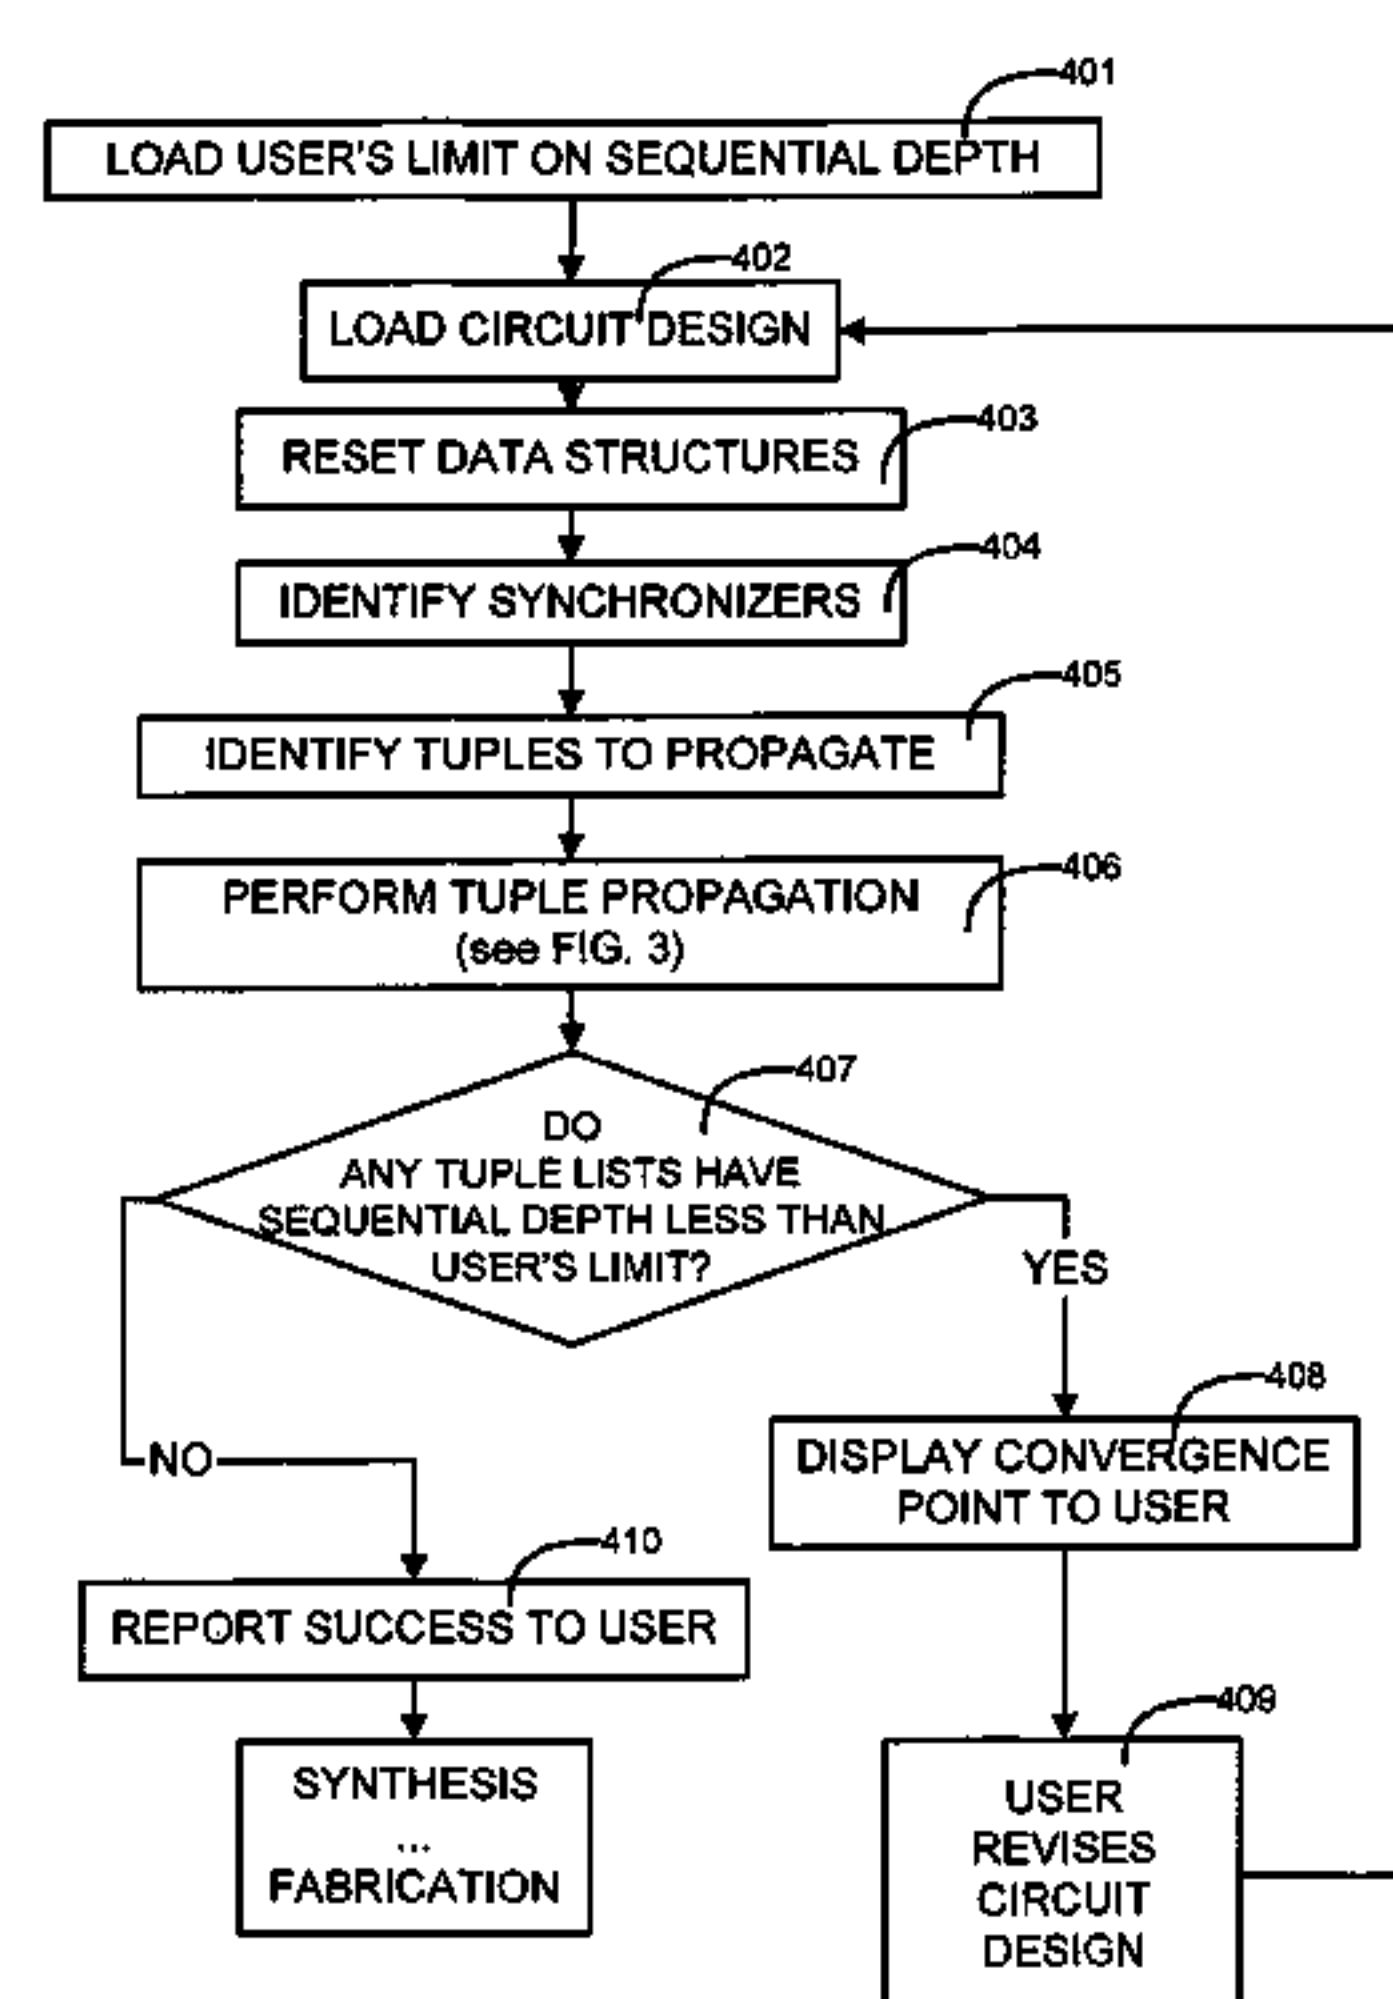 401
LOAD USER'S LIMIT ON SEQUENTIAL DEPTH
402
LOAD CIRCUIT DESIGN
403
RESET DATA STRUCTURES
404
IDENTIFY SYNCHRONIZERS
405
IDENTIFY TUPLES TO PROPAGATE
406
PERFORM TUPLE PROPAGATION
(see FIG. 3)
407
DO
ANY TUPLE LISTS HAVE
SEQUENTIAL DEPTH LESS THAN
USER'S LIMIT?
YES
408
DISPLAY CONVERGENCE
POINT TO USER
NO
410
REPORT SUCCESS TO USER
409
SYNTHESIS
...
FABRICATION
USER
REVISES
CIRCUIT
DESIGN